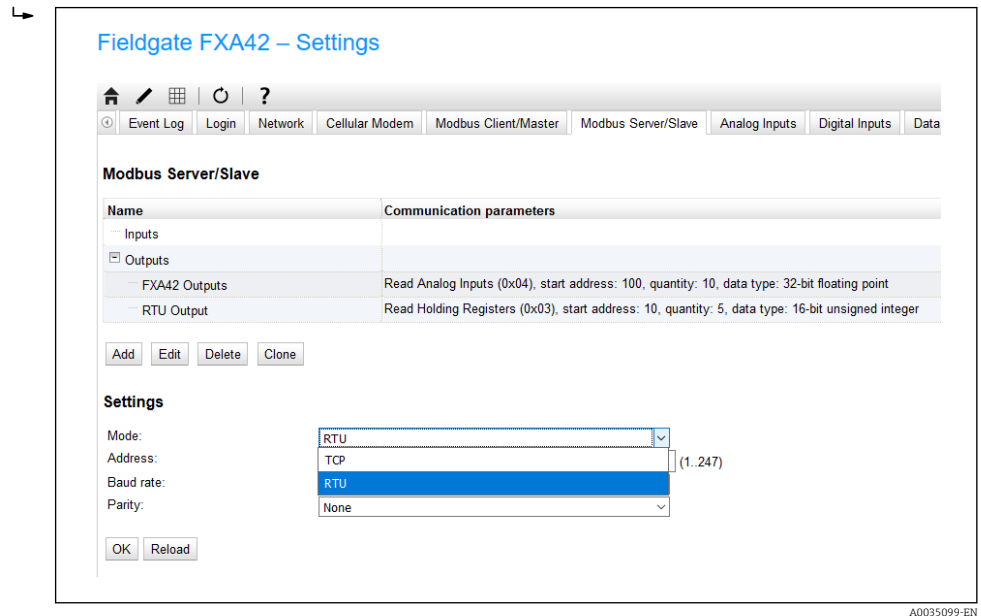 Fieldgate FXA42 – Settings
?
Event Log Login Network Cellular Modem Modbus Client/Master Modbus Server/Slave Analog Inputs Digital Inputs Data
Modbus Server/Slave
Name Communication parameters
Inputs
Outputs
FXA42 Outputs Read Analog Inputs (0x04), start address: 100, quantity: 10, data type: 32-bit floating point
RTU Output Read Holding Registers (0x03), start address: 10, quantity: 5, data type: 16-bit unsigned integer
Add Edit Delete Clone
Settings
Mode: RTU
Address: TCP (1..247)
Baud rate: RTU
Parity: None
OK Reload
A0035099-EN